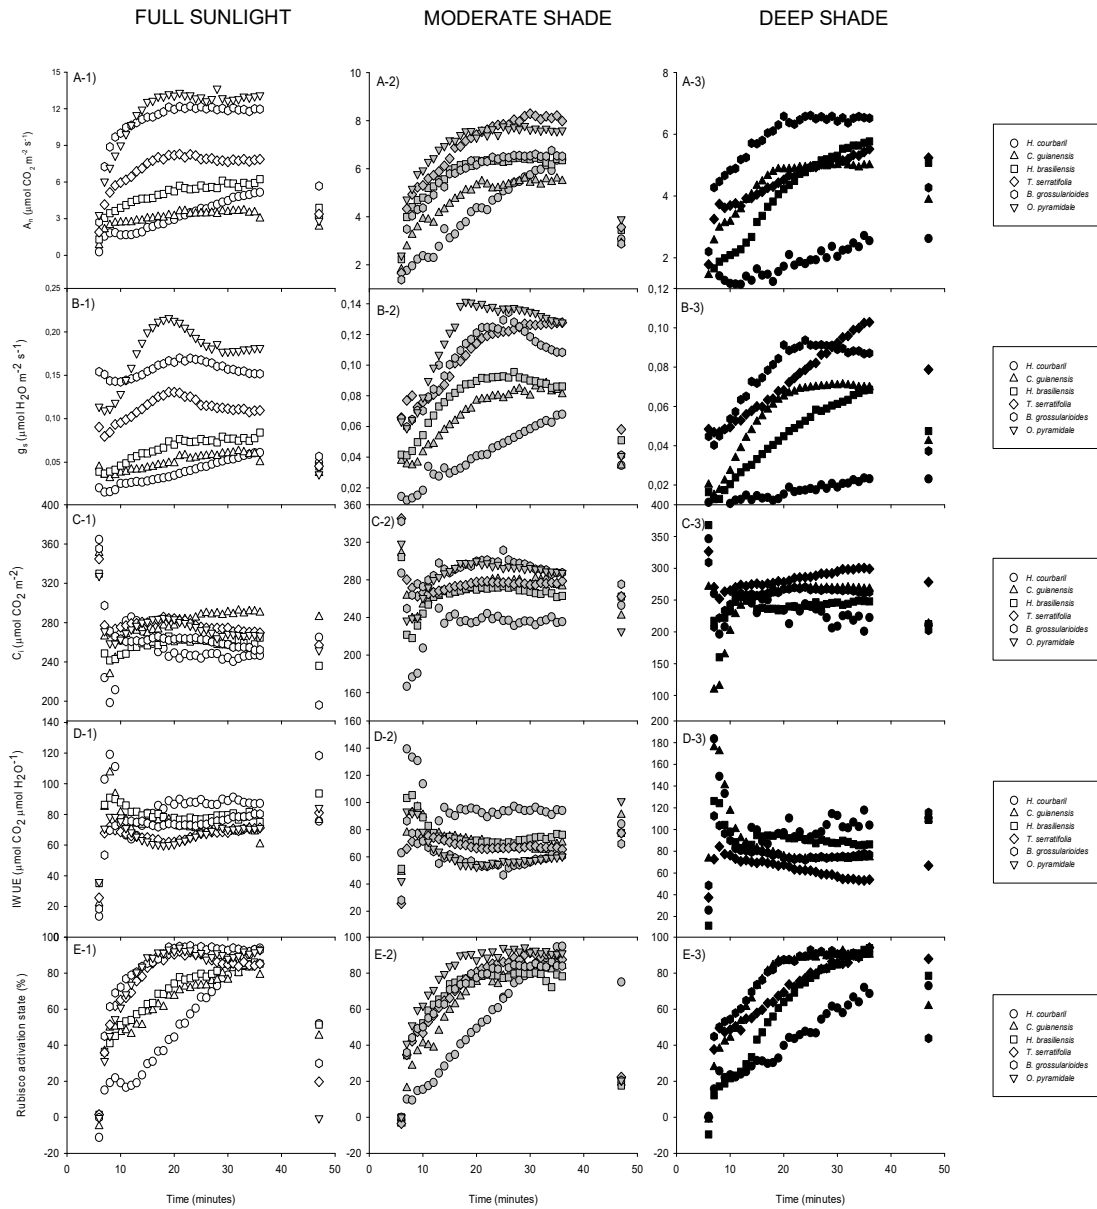 FULL SUNLIGHT MODERATE SHADE DEEP SHADE
15 10 8
A-1) A-2) A-3)
12
8
9 6
6
6
4
3 4
0 2
2
0,25 0,12
A_n (µmol CO2 m-2 s-1)
H. courbaril
C. guianensis
H. brasiliensis
T. serratifolia
B. grossularioides
O. pyramidale
B-1) B-2) B-3)
0,14
0,20 0,12 0,10
0,10
0,15 0,08
0,08
0,10 0,06
0,06
0,04
0,05 0,04
0,02 0,02
400 360
g_s (µmol H2O m-2 s-1)
H. courbaril
C. guianensis
H. brasiliensis
T. serratifolia
B. grossularioides
O. pyramidale
C-1) C-2) C-3)
360 320 350
320 280 300
280 240 250
240 200 200
200 150
160 100
140 160 200
C_i (µmol CO2 m-2)
H. courbaril
C. guianensis
H. brasiliensis
T. serratifolia
B. grossularioides
O. pyramidale
D-1) D-2) D-3)
120 140 180
100 120 160
80 100 140
60 80 120
40 60 100
20 40 80
20 60
40
20
100 0 100 100
IWUE (µmol CO2 µmol H2O-1)
H. courbaril
C. guianensis
H. brasiliensis
T. serratifolia
B. grossularioides
O. pyramidale
E-1) E-2) E-3)
80 80 80
60 60 60
40 40 40
20 20 20
0 0 0
-20 -20 -20
Rubisco activation state (%)
H. courbaril
C. guianensis
H. brasiliensis
T. serratifolia
B. grossularioides
O. pyramidale
0 10 20 30 40 50 0 10 20 30 40 50 0 10 20 30 40 50
Time (minutes) Time (minutes) Time (minutes)